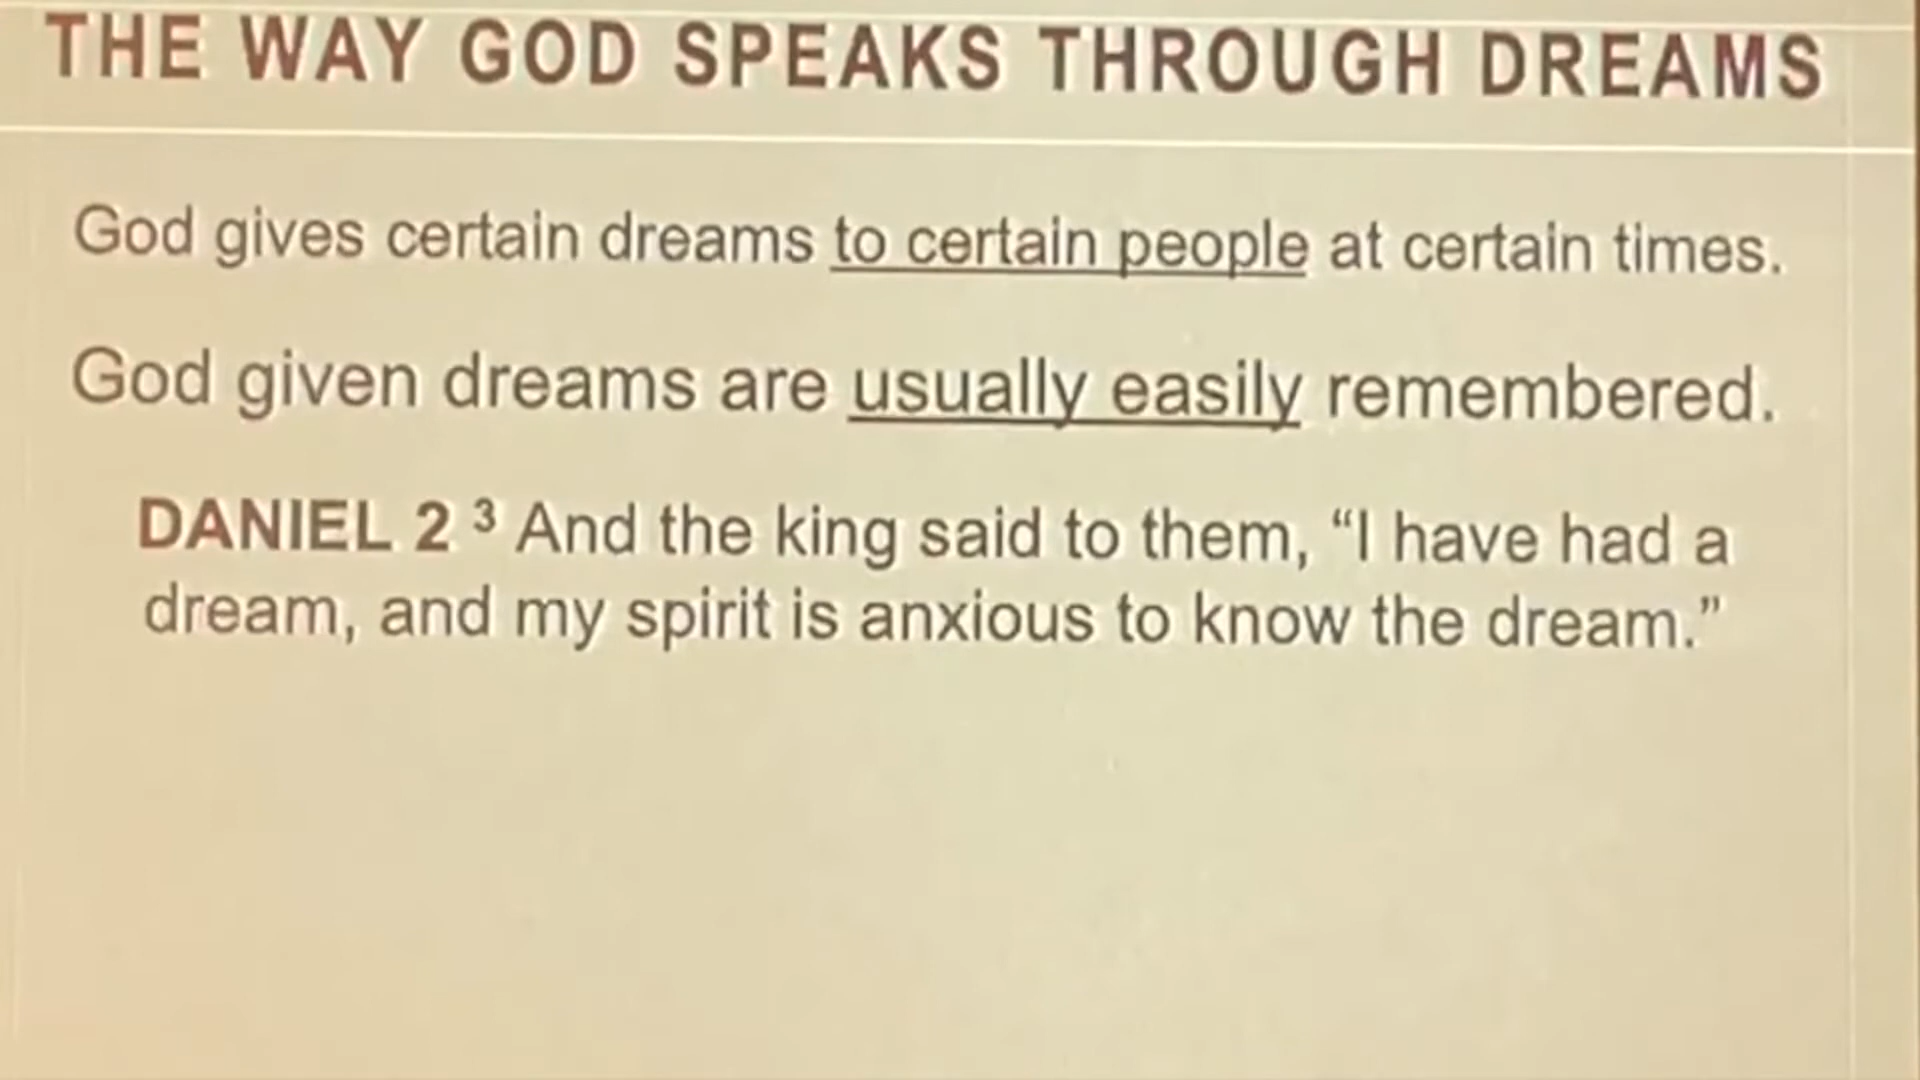 THE WAY GOD SPEAKS THROUGH DREAMS
God gives certain dreams to certain people at certain times.
God given dreams are usually easily remembered.
DANIEL 2 ³ And the king said to them, “I have had a
dream, and my spirit is anxious to know the dream.”